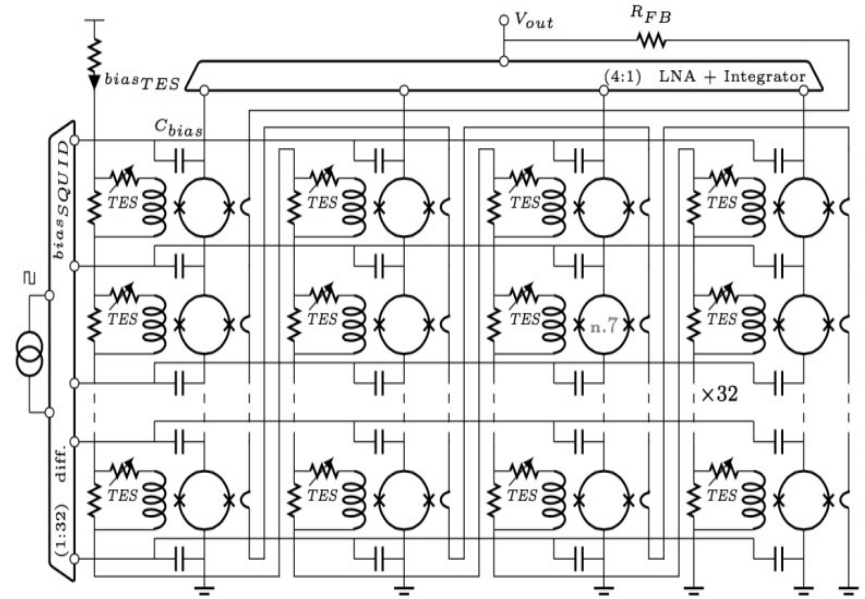 V_out
R_FB
bias_TES
(4:1) LNA + Integrator
C_bias
bias_SQUID
TES TES TES TES
TES TES TES TES
n.7
×32
(1:32) diff.
TES TES TES TES